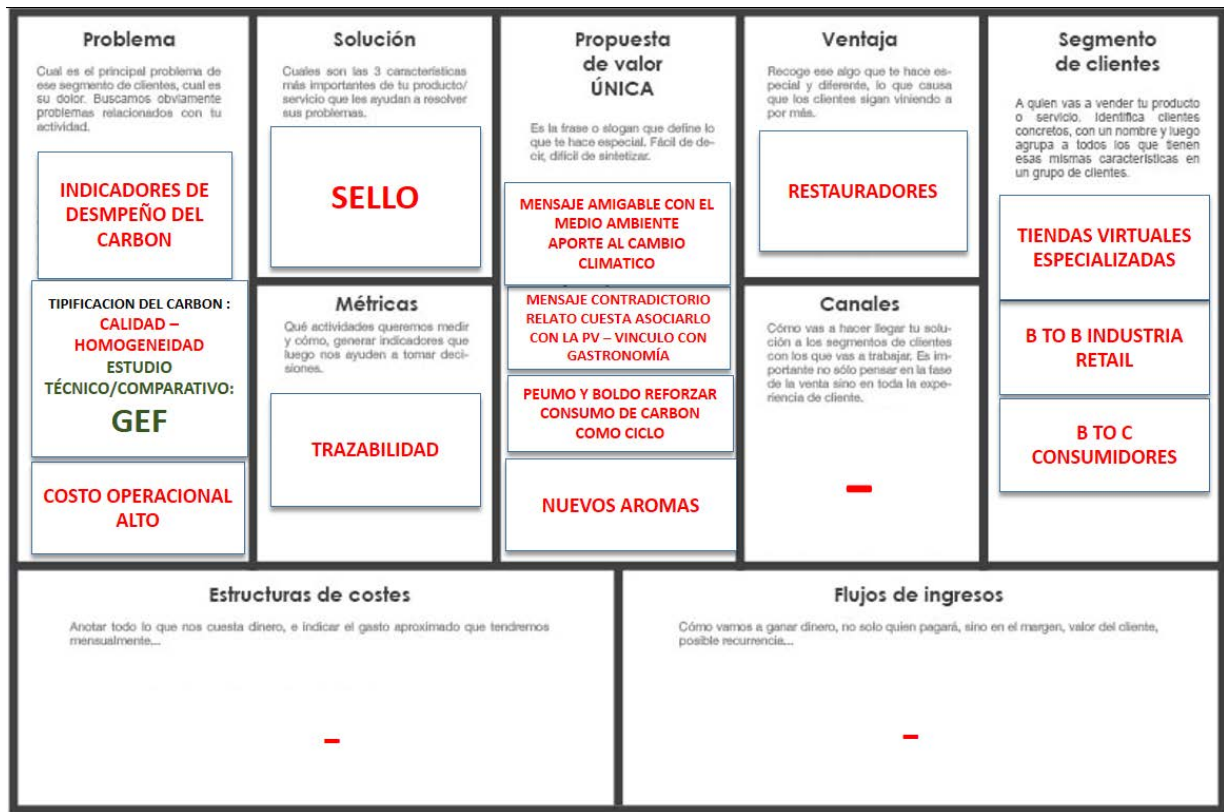 Problema
Cual es el principal problema de
ese segmento de clientes, cual es
su dolor. Buscamos obviamente
problemas relacionados con tu
actividad.
INDICADORES DE
DESMPEÑO DEL
CARBON
TIPIFICACION DEL CARBON :
CALIDAD –
HOMOGENEIDAD
ESTUDIO
TÉCNICO/COMPARATIVO:
GEF
COSTO OPERACIONAL
ALTO
Solución
Cuales son las 3 características
más importantes de tu producto/
servicio que les ayudan a resolver
sus problemas.
SELLO
Métricas
Qué actividades queremos medir
y cómo, generar indicadores que
luego nos ayuden a tomar deci-
siones.
TRAZABILIDAD
Propuesta
de valor
ÚNICA
Es la frase o slogan que define lo
que te hace especial. Fácil de de-
cir, difícil de sintetizar.
MENSAJE AMIGABLE CON EL
MEDIO AMBIENTE
APORTE AL CAMBIO
CLIMATICO
MENSAJE CONTRADICTORIO
RELATO CUESTA ASOCIARLO
CON LA PV – VINCULO CON
GASTRONOMÍA
PEUMO Y BOLDO REFORZAR
CONSUMO DE CARBON
COMO CICLO
NUEVOS AROMAS
Ventaja
Recoge ese algo que te hace es-
pecial y diferente, lo que causa
que los clientes sigan viniendo a
por más.
RESTAURADORES
Canales
Cómo vas a hacer llegar tu solu-
ción a los segmentos de clientes
con los que vas a trabajar. Es im-
portante no sólo pensar en la fase
de la venta sino en toda la expe-
riencia de cliente.
–
Segmento
de clientes
A quien vas a vender tu producto
o servicio. Identifica clientes
concretos, con un nombre y luego
agrupa a todos los que tienen
esas mismas características en
un grupo de clientes.
TIENDAS VIRTUALES
ESPECIALIZADAS
B TO B INDUSTRIA
RETAIL
B TO C
CONSUMIDORES
Estructuras de costes
Anotar todo lo que nos cuesta dinero, e indicar el gasto aproximado que tendremos
mensualmente...
–
Flujos de ingresos
Cómo vamos a ganar dinero, no solo quien pagará, sino en el margen, valor del cliente,
posible recurrencia...
–